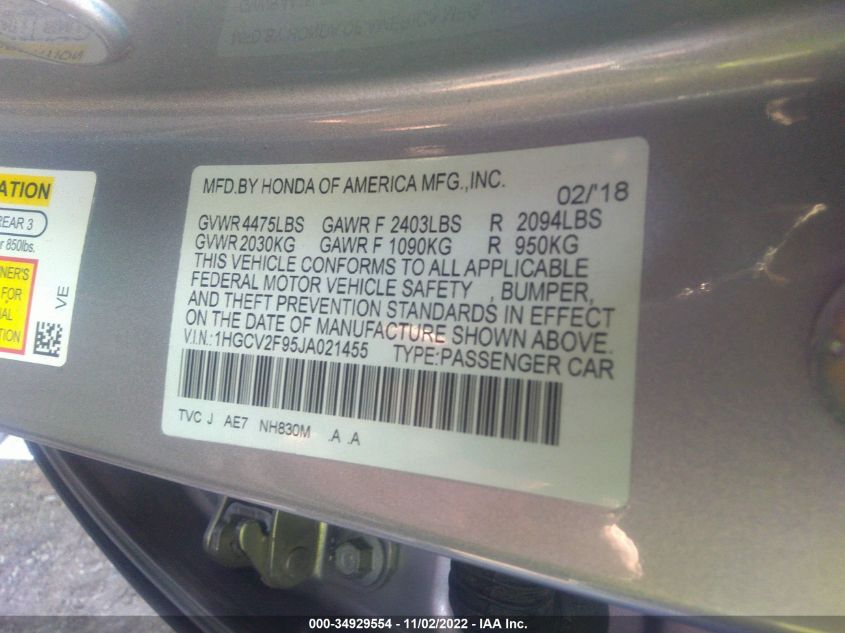 MFD.BY HONDA OF AMERICA MFG.,INC.
02/'18
GVWR 4475LBS GAWR F 2403LBS R 2094LBS
GVWR 2030KG GAWR F 1090KG R 950KG
THIS VEHICLE CONFORMS TO ALL APPLICABLE
FEDERAL MOTOR VEHICLE SAFETY , BUMPER,
AND THEFT PREVENTION STANDARDS IN EFFECT
ON THE DATE OF MANUFACTURE SHOWN ABOVE.
V.I.N.: 1HGCV2F95JA021455 TYPE:PASSENGER CAR
TVC J AE7 NH830M .A .A
REAR 3
850lbs.
FOR
VE
000-34929554 - 11/02/2022 - IAA Inc.